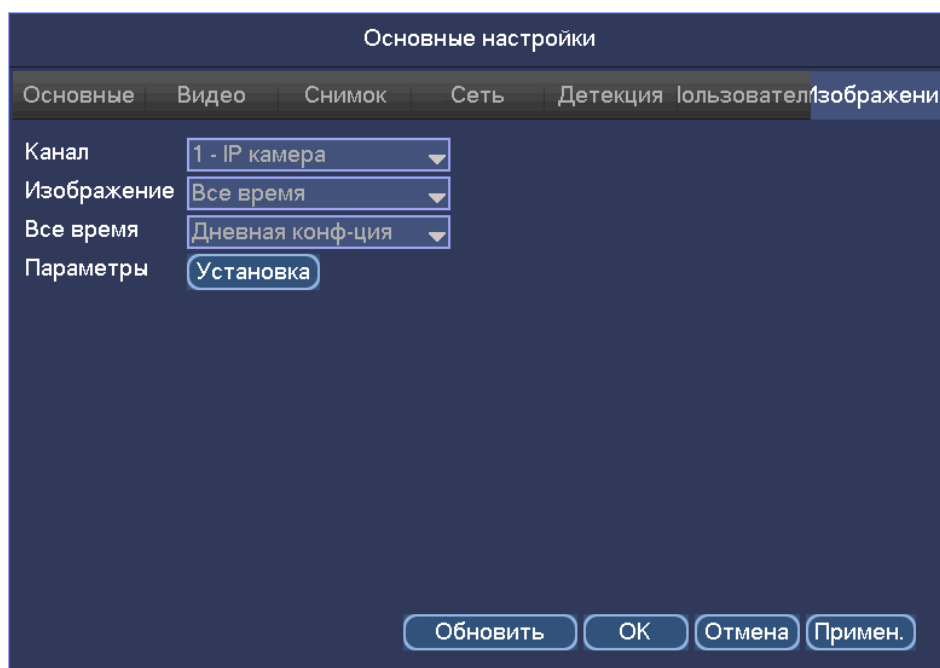 Основные настройки
Основные Видео Снимок Сеть Детекция Пользовател Изображени
Канал 1 - IP камера
Изображение Все время
Все время Дневная конф-ция
Параметры Установка
Обновить OK Отмена Примен.